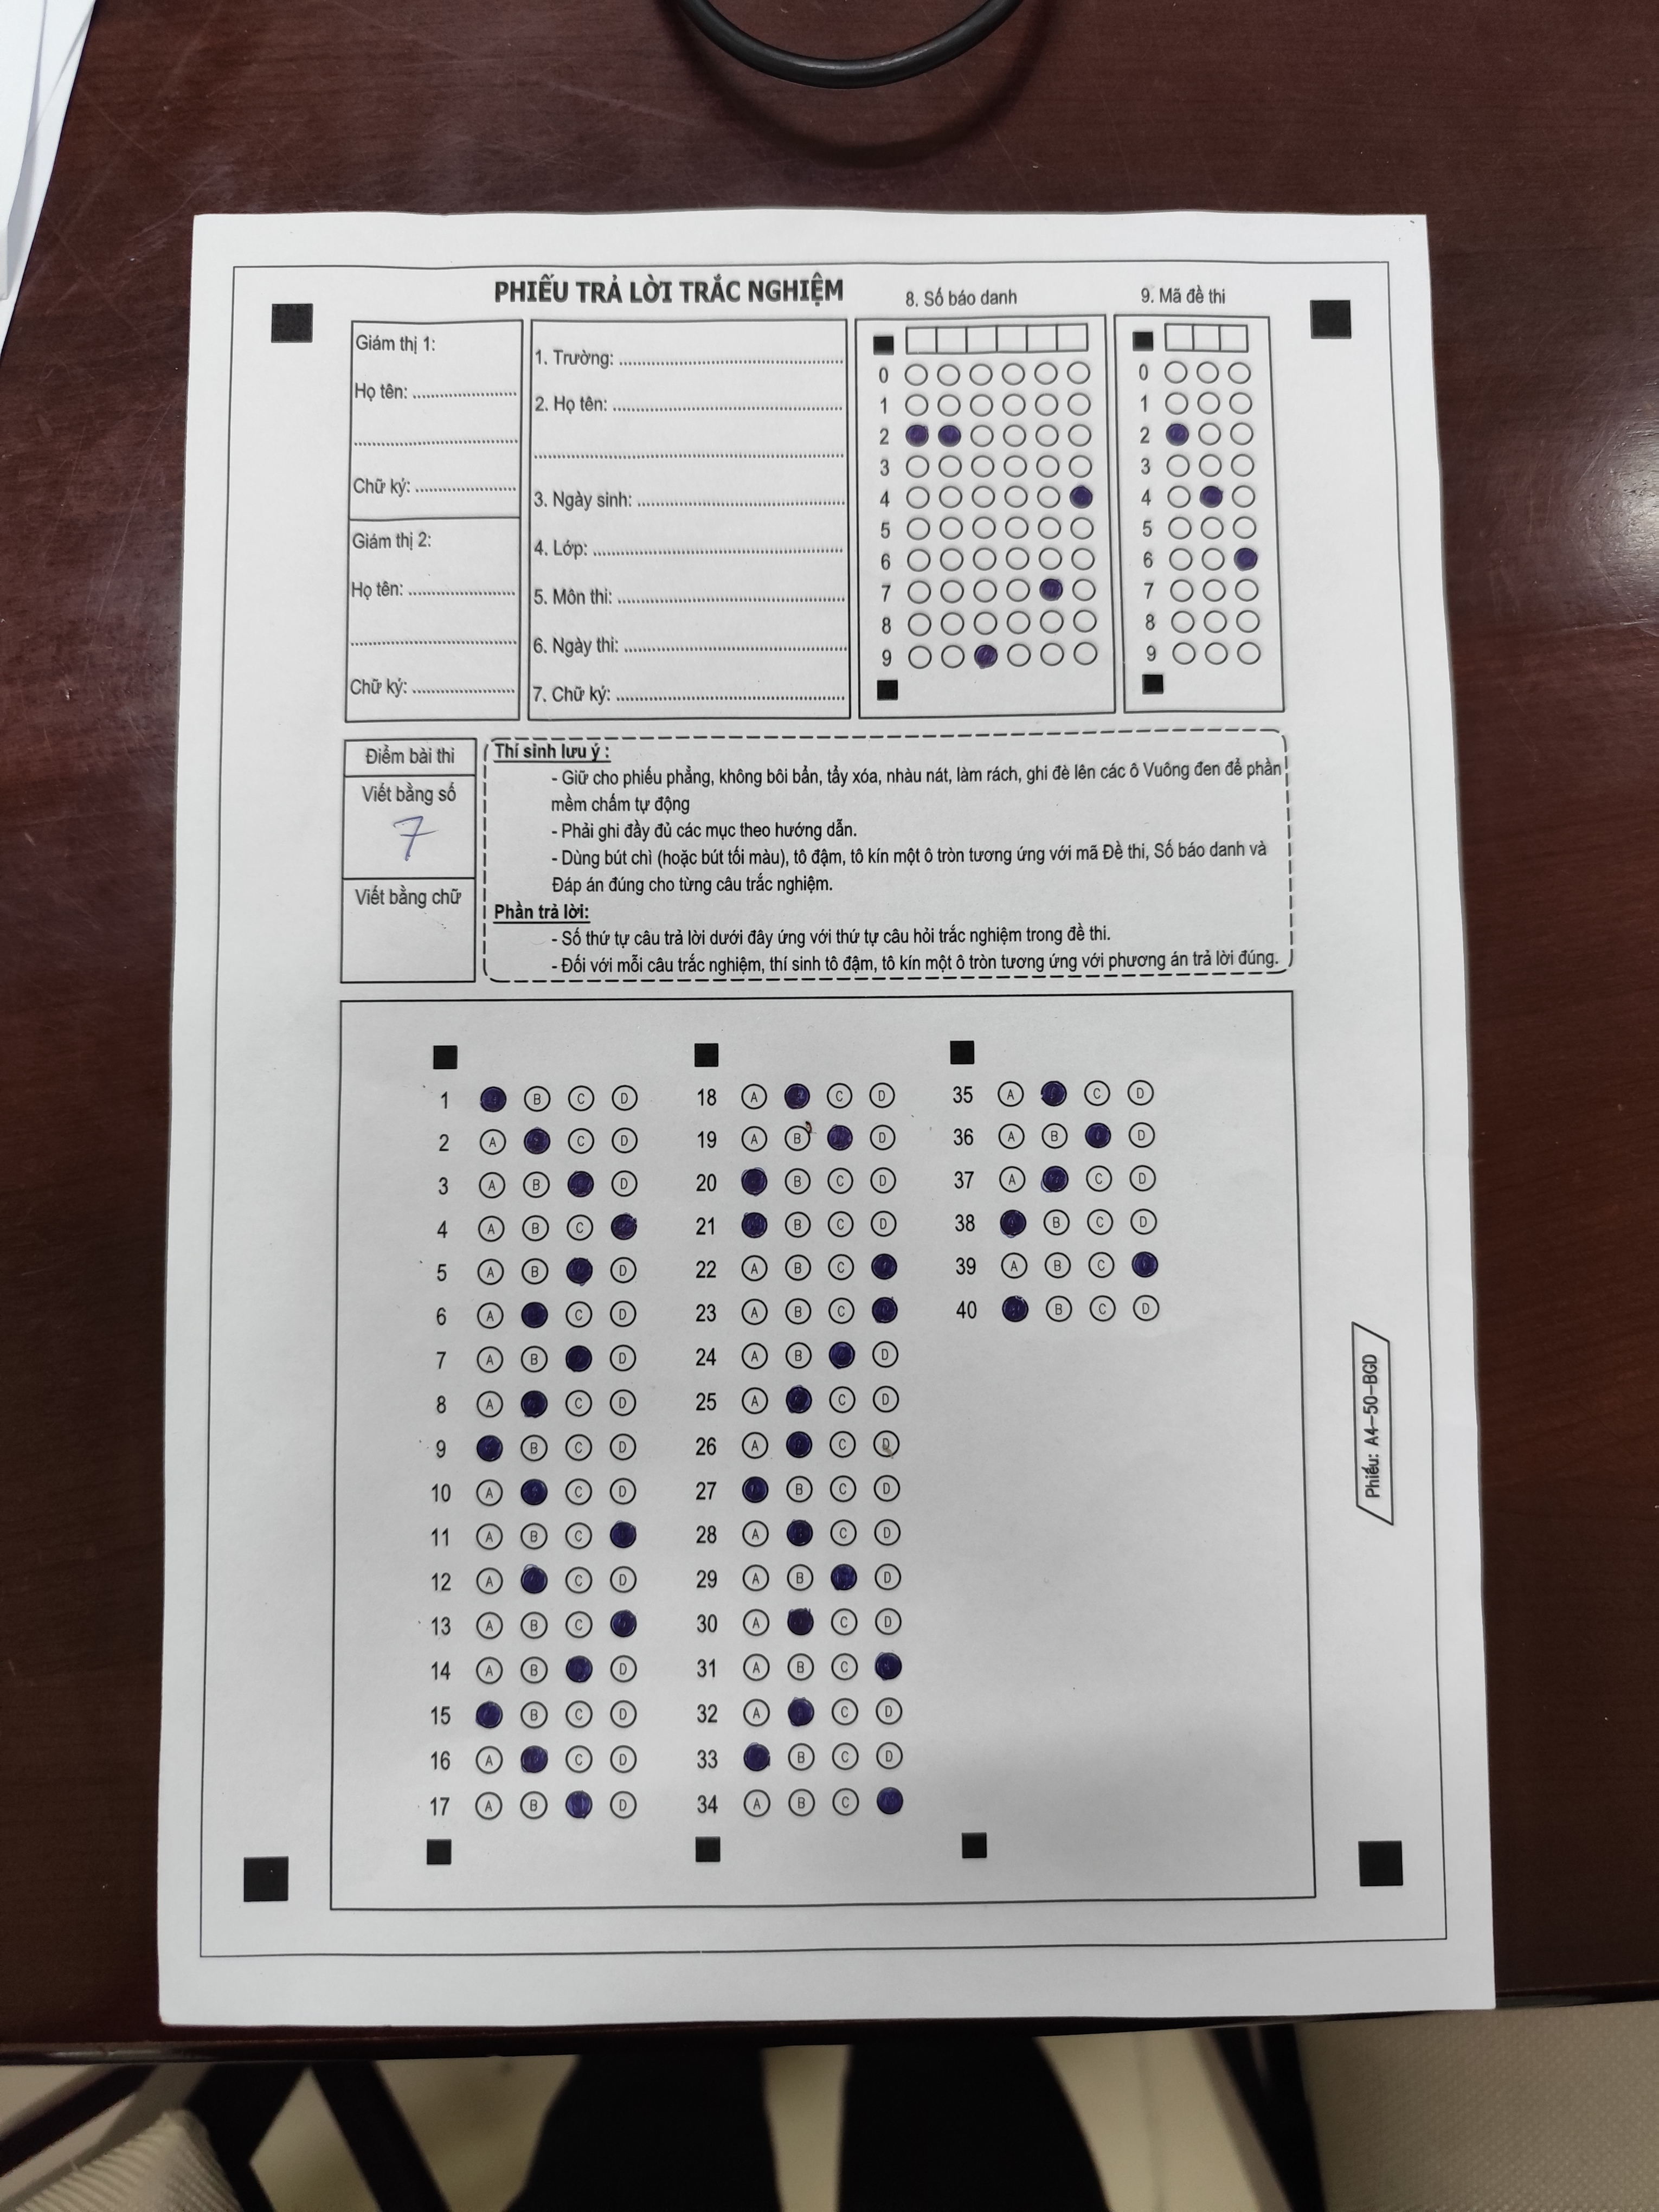 PHIẾU TRẢ LỜI TRẮC NGHIỆM
Giám thị 1:
Họ tên: ....................
................................
Chữ ký: ....................
Giám thị 2:
Họ tên: ....................
................................
Chữ ký: ....................
1. Trường: ....................
2. Họ tên: ....................
................................
3. Ngày sinh: ....................
4. Lớp: ....................
5. Môn thi: ....................
6. Ngày thi: ....................
7. Chữ ký: ....................
8. Số báo danh
0
1
2
3
4
5
6
7
8
9
9. Mã đề thi
0
1
2
3
4
5
6
7
8
9
Điểm bài thi
Viết bằng số
7
Viết bằng chữ
Thí sinh lưu ý :
- Giữ cho phiếu phẳng, không bôi bẩn, tẩy xóa, nhàu nát, làm rách, ghi đè lên các ô Vuông đen để phần
mềm chấm tự động
- Phải ghi đầy đủ các mục theo hướng dẫn.
- Dùng bút chì (hoặc bút tối màu), tô đậm, tô kín một ô tròn tương ứng với mã Đề thi, Số báo danh và
Đáp án đúng cho từng câu trắc nghiệm.
Phần trả lời:
- Số thứ tự câu trả lời dưới đây ứng với thứ tự câu hỏi trắc nghiệm trong đề thi.
- Đối với mỗi câu trắc nghiệm, thí sinh tô đậm, tô kín một ô tròn tương ứng với phương án trả lời đúng.
1 B C D
2 A C D
3 A B D
4 A B C
5 A B D
6 A C D
7 A B D
8 A C D
9 B C D
10 A C D
11 A B C
12 A C D
13 A B C
14 A B D
15 B C D
16 A C D
17 A B D
18 A C D
19 A B D
20 B C D
21 B C D
22 A B C
23 A B C
24 A B D
25 A C D
26 A C D
27 B C D
28 A C D
29 A B D
30 A C D
31 A B C
32 A C D
33 B C D
34 A B C
35 A C D
36 A B D
37 A C D
38 B C D
39 A B C
40 B C D
Phiếu: A4-50-BGD